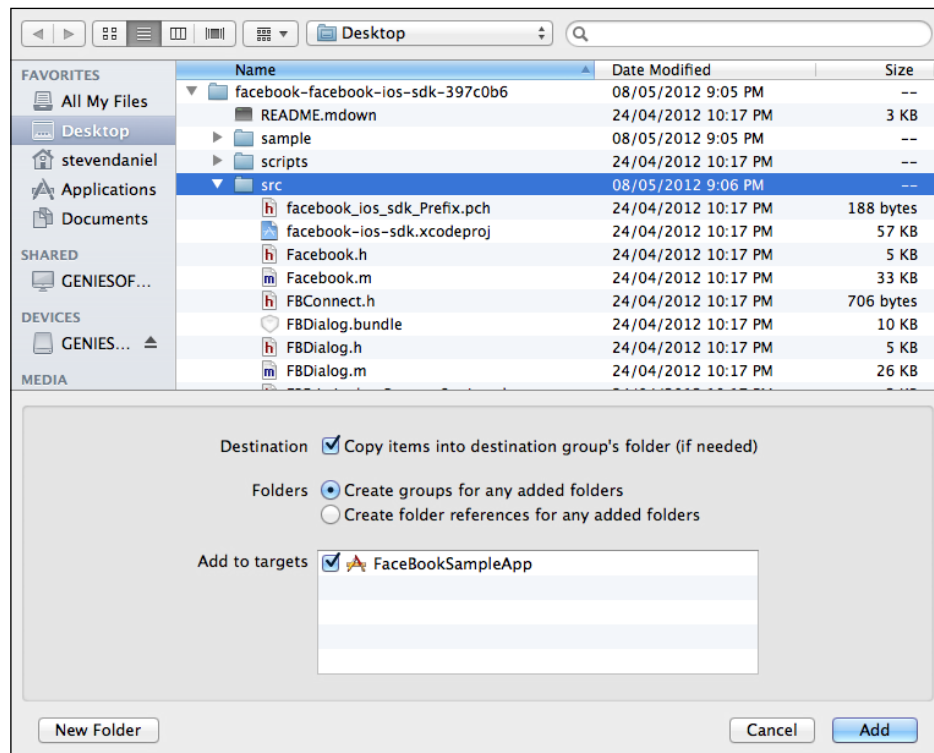 Desktop
FAVORITES
All My Files
Desktop
stevendaniel
Applications
Documents
SHARED
GENIESOF...
DEVICES
GENIES...
MEDIA
Name Date Modified Size
facebook-facebook-ios-sdk-397c0b6 08/05/2012 9:05 PM --
README.mdown 24/04/2012 10:17 PM 3 KB
sample 08/05/2012 9:05 PM --
scripts 24/04/2012 10:17 PM --
src 08/05/2012 9:06 PM --
h facebook_ios_sdk_Prefix.pch 24/04/2012 10:17 PM 188 bytes
facebook-ios-sdk.xcodeproj 24/04/2012 10:17 PM 57 KB
h Facebook.h 24/04/2012 10:17 PM 5 KB
m Facebook.m 24/04/2012 10:17 PM 33 KB
h FBConnect.h 24/04/2012 10:17 PM 706 bytes
FBDialog.bundle 24/04/2012 10:17 PM 10 KB
h FBDialog.h 24/04/2012 10:17 PM 5 KB
m FBDialog.m 24/04/2012 10:17 PM 26 KB
Destination Copy items into destination group's folder (if needed)
Folders Create groups for any added folders
Create folder references for any added folders
Add to targets FaceBookSampleApp
New Folder Cancel Add